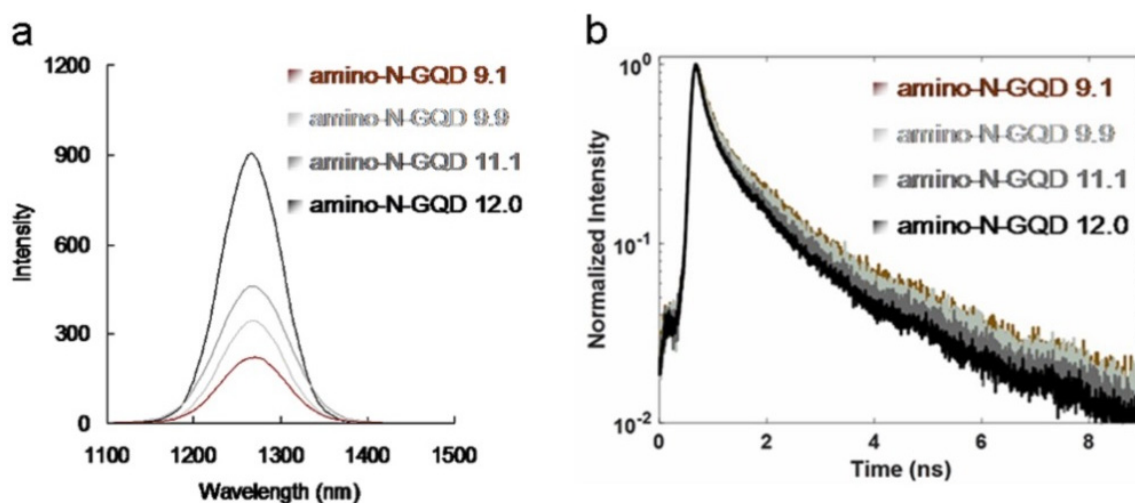 a
1200
900
600
300
0
Intensity
1100 1200 1300 1400 1500
Wavelength (nm)
amino-N-GQD 9.1
amino-N-GQD 9.9
amino-N-GQD 11.1
amino-N-GQD 12.0
b
10⁰
10⁻¹
10⁻²
Normalized Intensity
0 2 4 6 8
Time (ns)
amino-N-GQD 9.1
amino-N-GQD 9.9
amino-N-GQD 11.1
amino-N-GQD 12.0